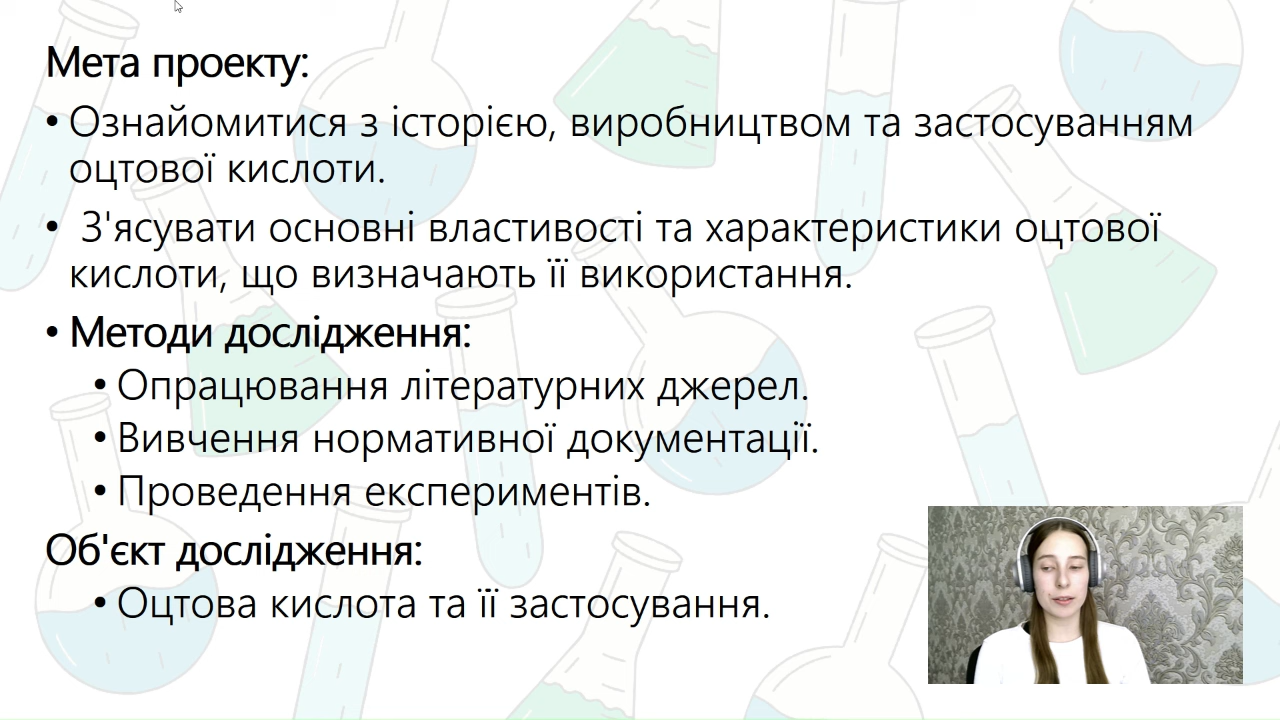 Мета проекту:
• Ознайомитися з історією, виробництвом та застосуванням
оцтової кислоти.
• З'ясувати основні властивості та характеристики оцтової
кислоти, що визначають її використання.
• Методи дослідження:
• Опрацювання літературних джерел.
• Вивчення нормативної документації.
• Проведення експериментів.
Об'єкт дослідження:
• Оцтова кислота та її застосування.